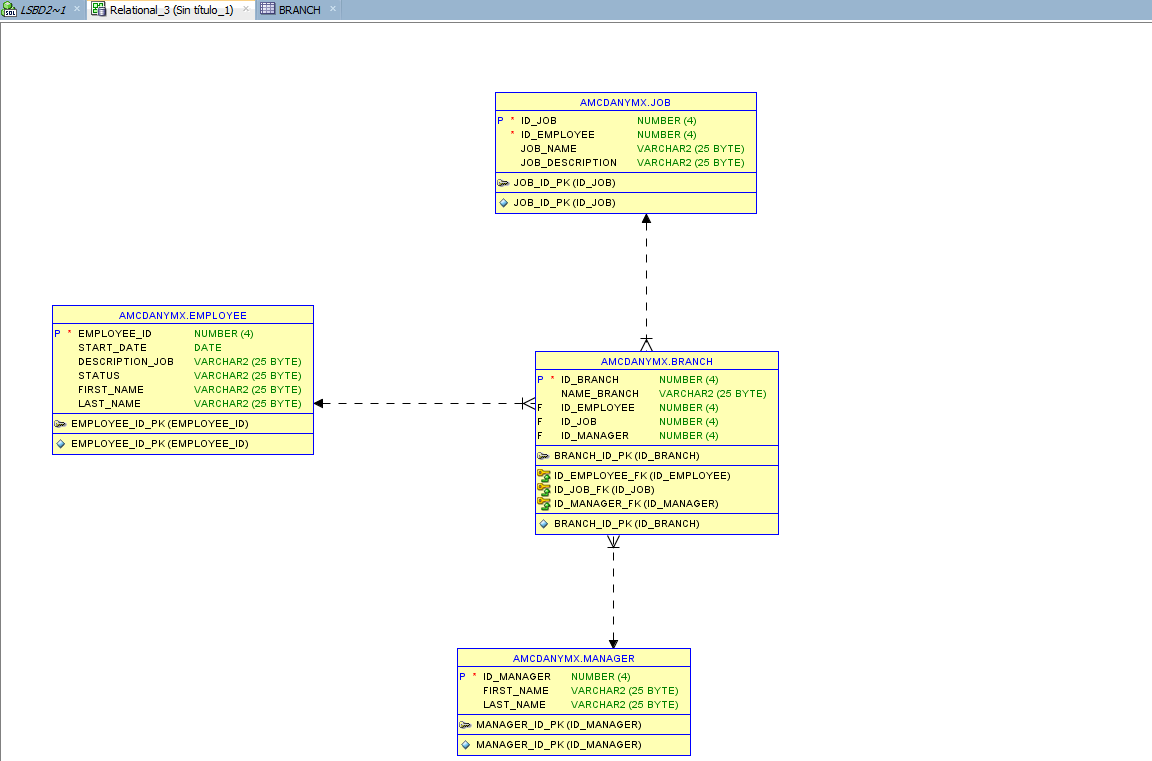 LSBD2~1
Relational_3 (Sin título_1)
BRANCH
AMCDANYMX.JOB
P * ID_JOB NUMBER (4)
* ID_EMPLOYEE NUMBER (4)
JOB_NAME VARCHAR2 (25 BYTE)
JOB_DESCRIPTION VARCHAR2 (25 BYTE)
JOB_ID_PK (ID_JOB)
JOB_ID_PK (ID_JOB)
AMCDANYMX.EMPLOYEE
P * EMPLOYEE_ID NUMBER (4)
START_DATE DATE
DESCRIPTION_JOB VARCHAR2 (25 BYTE)
STATUS VARCHAR2 (25 BYTE)
FIRST_NAME VARCHAR2 (25 BYTE)
LAST_NAME VARCHAR2 (25 BYTE)
EMPLOYEE_ID_PK (EMPLOYEE_ID)
EMPLOYEE_ID_PK (EMPLOYEE_ID)
AMCDANYMX.BRANCH
P * ID_BRANCH NUMBER (4)
NAME_BRANCH VARCHAR2 (25 BYTE)
F ID_EMPLOYEE NUMBER (4)
F ID_JOB NUMBER (4)
F ID_MANAGER NUMBER (4)
BRANCH_ID_PK (ID_BRANCH)
ID_EMPLOYEE_FK (ID_EMPLOYEE)
ID_JOB_FK (ID_JOB)
ID_MANAGER_FK (ID_MANAGER)
BRANCH_ID_PK (ID_BRANCH)
AMCDANYMX.MANAGER
P * ID_MANAGER NUMBER (4)
FIRST_NAME VARCHAR2 (25 BYTE)
LAST_NAME VARCHAR2 (25 BYTE)
MANAGER_ID_PK (ID_MANAGER)
MANAGER_ID_PK (ID_MANAGER)